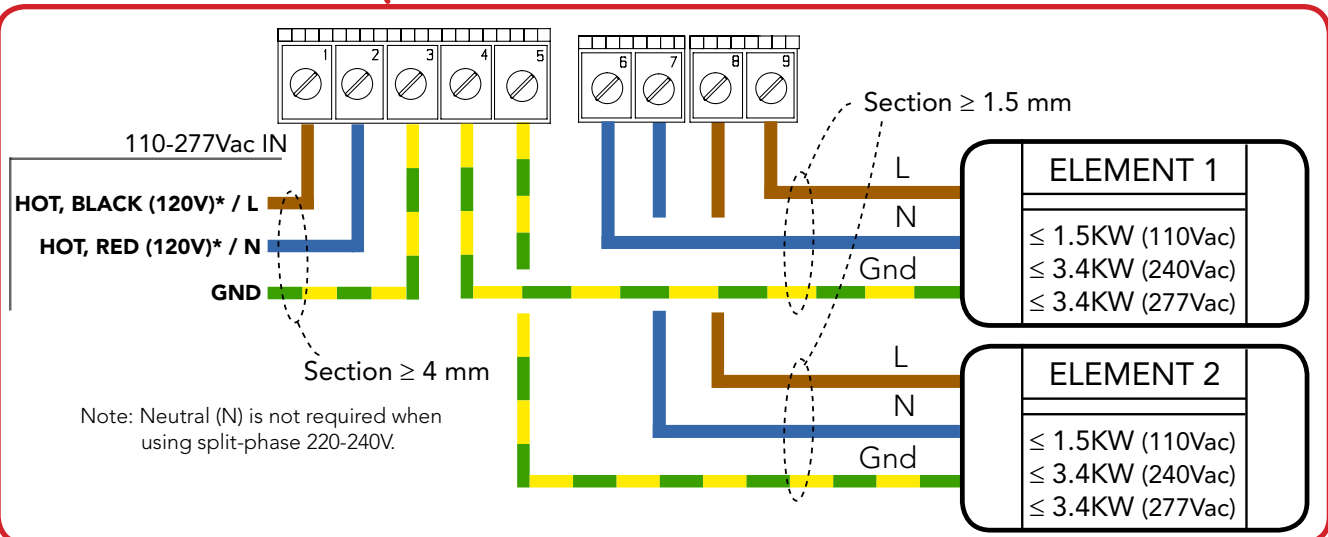 1 2 3 4 5 6 7 8 9
Section ≥ 1.5 mm
110-277Vac IN
HOT, BLACK (120V)* / L
HOT, RED (120V)* / N
GND
Section ≥ 4 mm
Note: Neutral (N) is not required when
using split-phase 220-240V.
L
N
Gnd
ELEMENT 1
≤ 1.5KW (110Vac)
≤ 3.4KW (240Vac)
≤ 3.4KW (277Vac)
L
N
Gnd
ELEMENT 2
≤ 1.5KW (110Vac)
≤ 3.4KW (240Vac)
≤ 3.4KW (277Vac)